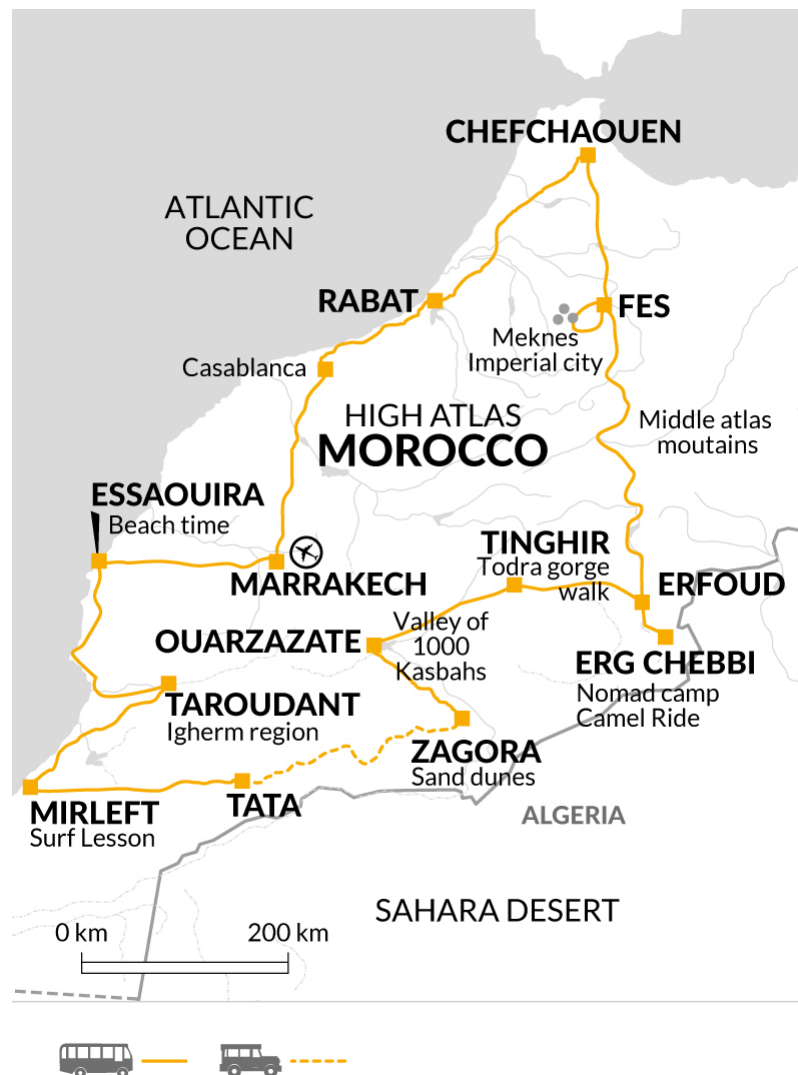 CHEFCHAOUEN
ATLANTIC
OCEAN
RABAT
FES
Meknes
Imperial city
Casablanca
HIGH ATLAS
MOROCCO
Middle atlas
moutains
ESSAOUIRA
Beach time
MARRAKECH
TINGHIR
Todra gorge
walk
ERFOUD
OUARZAZATE
Valley of
1000
Kasbahs
ERG CHEBBI
Nomad camp
Camel Ride
TAROUDANT
Igherm region
ZAGORA
Sand dunes
MIRLEFT
Surf Lesson
TATA
ALGERIA
SAHARA DESERT
0 km 200 km